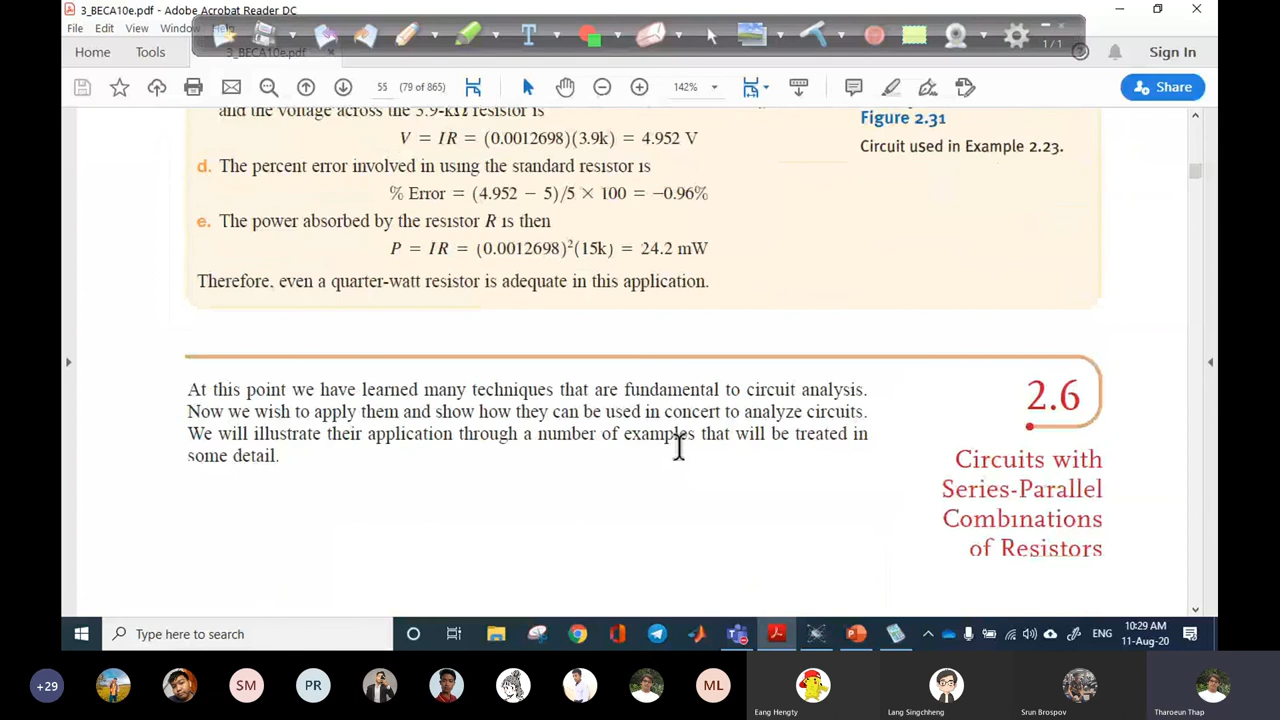 3_BECA10e.pdf - Adobe Acrobat Reader DC
File Edit View Window Help
1/1
Home Tools 3_BECA10e.pdf × Sign In
55 (79 of 865) 142% Share
and the voltage across the 3.9-kΩ resistor is
V = IR = (0.0012698)(3.9k) = 4.952 V
d. The percent error involved in using the standard resistor is
% Error = (4.952 − 5)/5 × 100 = −0.96%
e. The power absorbed by the resistor R is then
P = IR = (0.0012698)²(15k) = 24.2 mW
Therefore, even a quarter-watt resistor is adequate in this application.
Figure 2.31
Circuit used in Example 2.23.
At this point we have learned many techniques that are fundamental to circuit analysis.
Now we wish to apply them and show how they can be used in concert to analyze circuits.
We will illustrate their application through a number of examples that will be treated in
some detail.
2.6
Circuits with
Series-Parallel
Combinations
of Resistors
Type here to search
ENG
10:29 AM
11-Aug-20
+29 SM PR ML
Eang Hengty Lang Singchheng Srun Brospov Tharoeun Thap